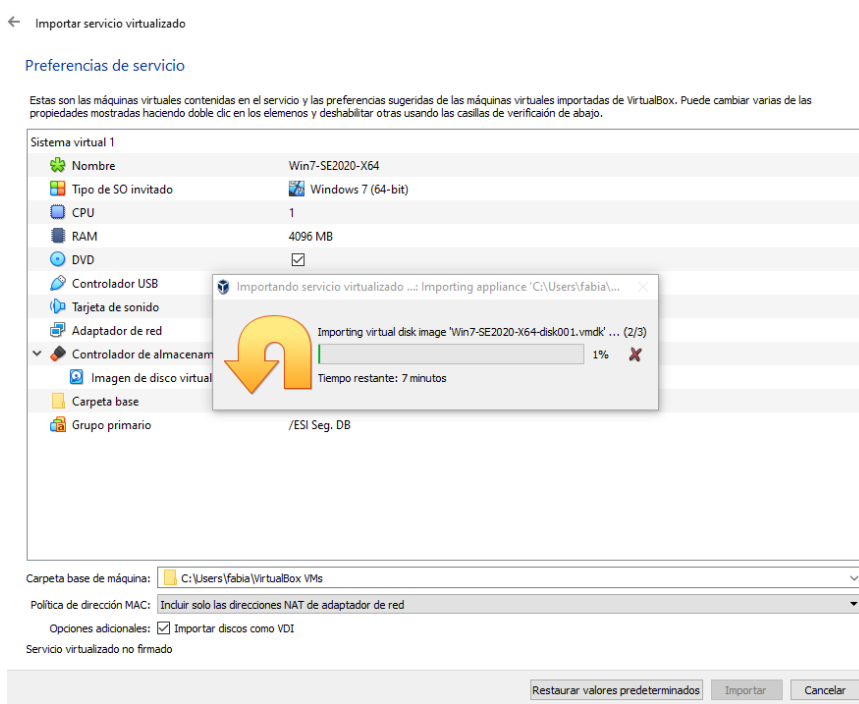 Importar servicio virtualizado
Preferencias de servicio
Estas son las máquinas virtuales contenidas en el servicio y las preferencias sugeridas de las máquinas virtuales importadas de VirtualBox. Puede cambiar varias de las
propiedades mostradas haciendo doble clic en los elemenos y deshabilitar otras usando las casillas de verificaión de abajo.
Sistema virtual 1
Nombre Win7-SE2020-X64
Tipo de SO invitado Windows 7 (64-bit)
CPU 1
RAM 4096 MB
DVD
Controlador USB
Tarjeta de sonido
Adaptador de red
Controlador de almacenam
Imagen de disco virtual
Carpeta base
Grupo primario /ESI Seg. DB
Importando servicio virtualizado ...: Importing appliance 'C:\Users\fabia\...
Importing virtual disk image 'Win7-SE2020-X64-disk001.vmdk' ... (2/3)
1%
Tiempo restante: 7 minutos
Carpeta base de máquina: C:\Users\fabia\VirtualBox VMs
Política de dirección MAC: Incluir solo las direcciones NAT de adaptador de red
Opciones adicionales: Importar discos como VDI
Servicio virtualizado no firmado
Restaurar valores predeterminados Importar Cancelar